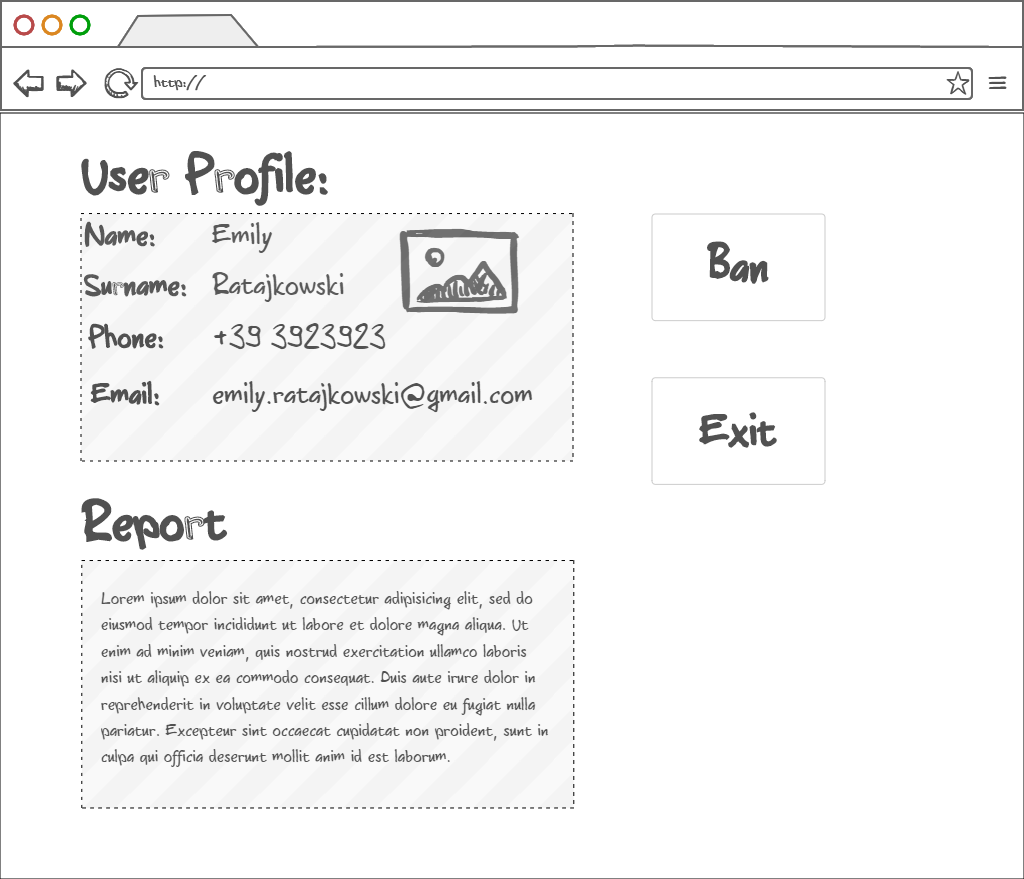 http://
User Profile:
Name: Emily
Surname: Ratajkowski
Phone: +39 3923923
Email: emily.ratajkowski@gmail.com
Ban
Exit
Report
Lorem ipsum dolor sit amet, consectetur adipisicing elit, sed do
eiusmod tempor incididunt ut labore et dolore magna aliqua. Ut
enim ad minim veniam, quis nostrud exercitation ullamco laboris
nisi ut aliquip ex ea commodo consequat. Duis aute irure dolor in
reprehenderit in voluptate velit esse cillum dolore eu fugiat nulla
pariatur. Excepteur sint occaecat cupidatat non proident, sunt in
culpa qui officia deserunt mollit anim id est laborum.